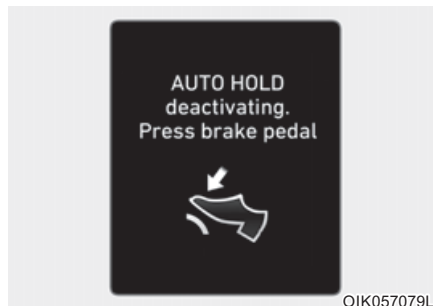 AUTO HOLD
deactivating.
Press brake pedal
OIK057079L